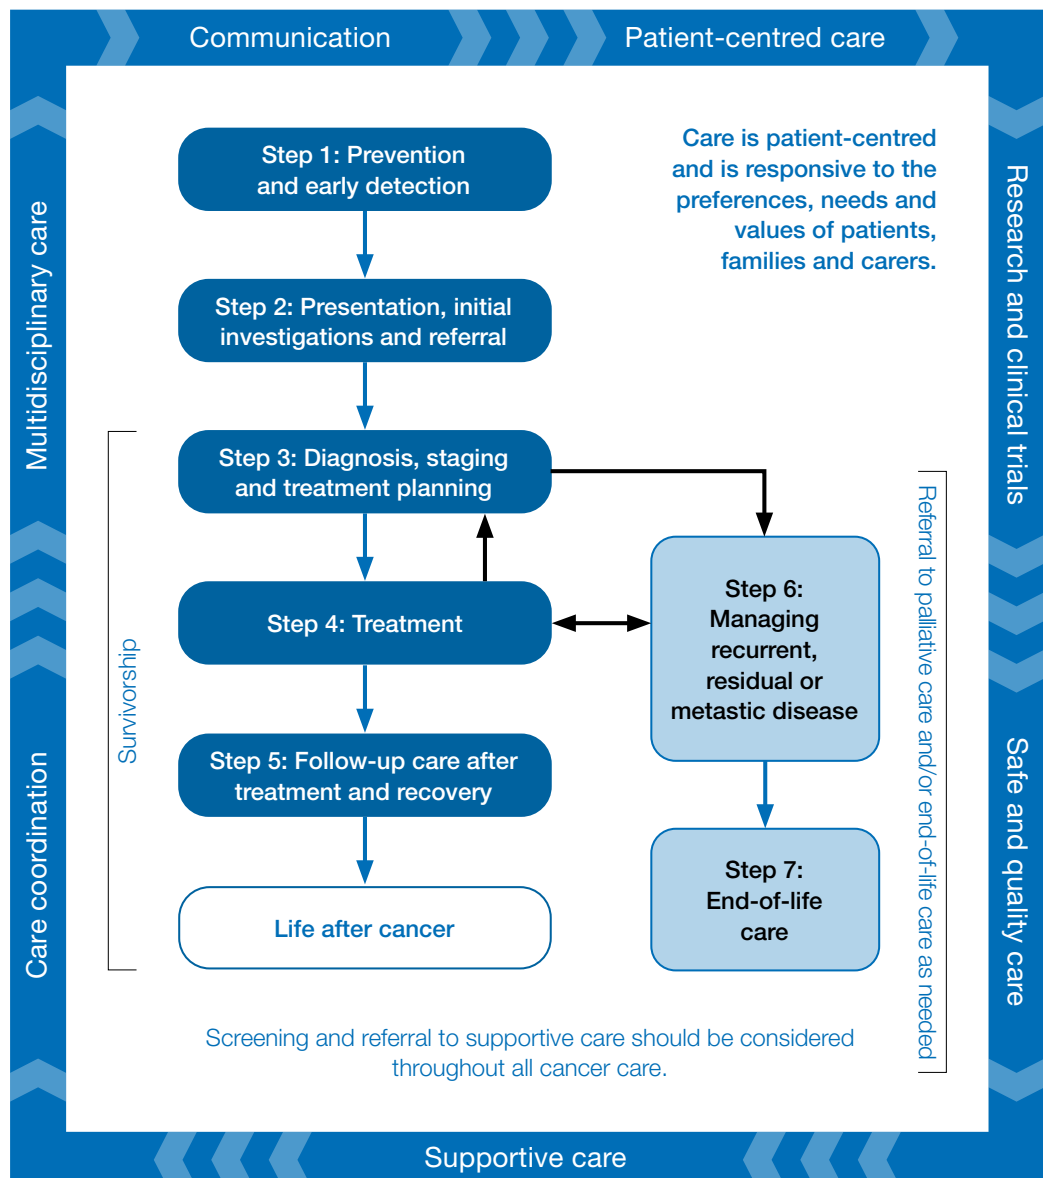 Communication
Patient-centred care
Care is patient-centred
and is responsive to the
preferences, needs and
values of patients,
families and carers.
Step 1: Prevention
and early detection
Step 2: Presentation, initial
investigations and referral
Step 3: Diagnosis, staging
and treatment planning
Step 4: Treatment
Step 5: Follow-up care after
treatment and recovery
Life after cancer
Step 6:
Managing
recurrent,
residual or
metastic disease
Step 7:
End-of-life
care
Survivorship
Referral to palliative care and/or end-of-life care as needed
Screening and referral to supportive care should be considered
throughout all cancer care.
Multidisciplinary care
Care coordination
Research and clinical trials
Safe and quality care
Supportive care